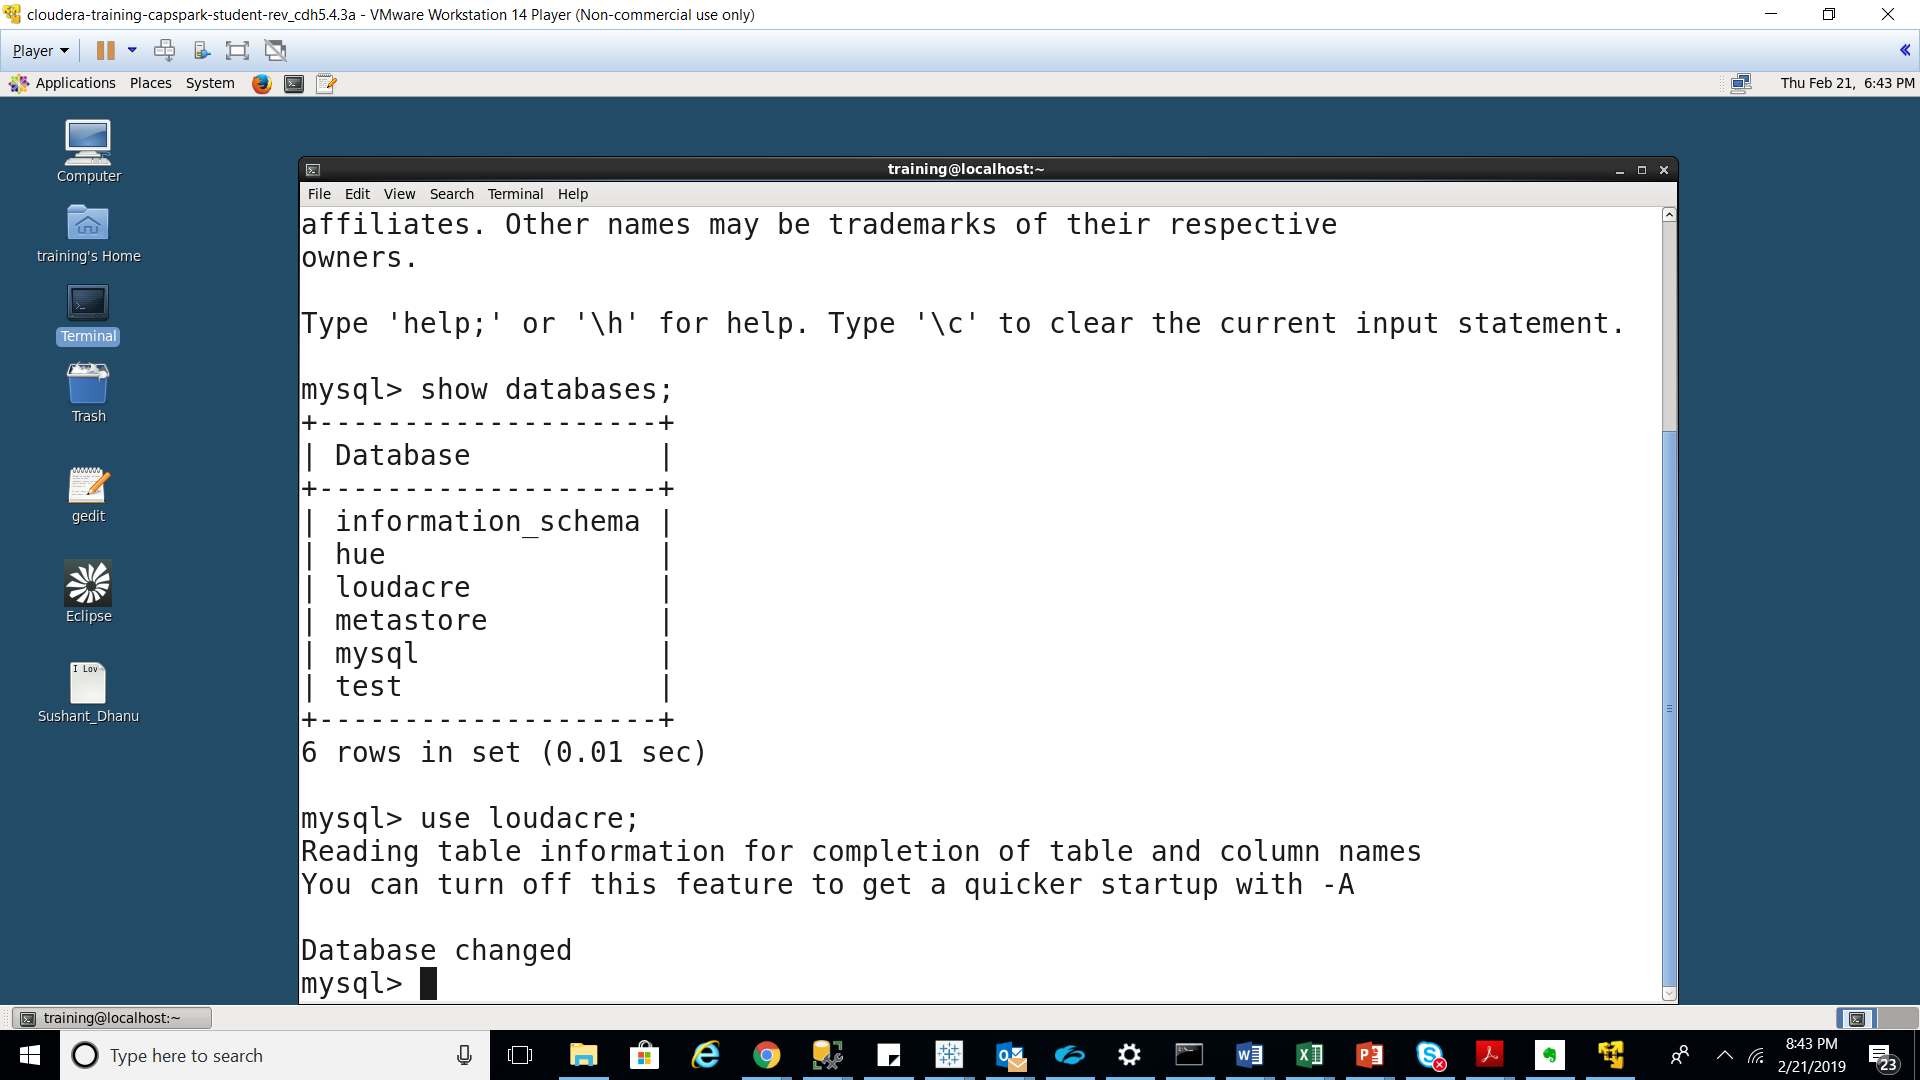 cloudera-training-capspark-student-rev_cdh5.4.3a - VMware Workstation 14 Player (Non-commercial use only)
Player
Applications Places System
Thu Feb 21, 6:43 PM
Computer
training's Home
Terminal
Trash
gedit
Eclipse
I Lov
Sushant_Dhanu
training@localhost:~
File Edit View Search Terminal Help
affiliates. Other names may be trademarks of their respective
owners.
Type 'help;' or '\h' for help. Type '\c' to clear the current input statement.
mysql> show databases;
+--------------------+
| Database           |
+--------------------+
| information_schema |
| hue                |
| loudacre           |
| metastore          |
| mysql              |
| test               |
+--------------------+
6 rows in set (0.01 sec)
mysql> use loudacre;
Reading table information for completion of table and column names
You can turn off this feature to get a quicker startup with -A
Database changed
mysql>
training@localhost:~
Type here to search
8:43 PM
2/21/2019
23